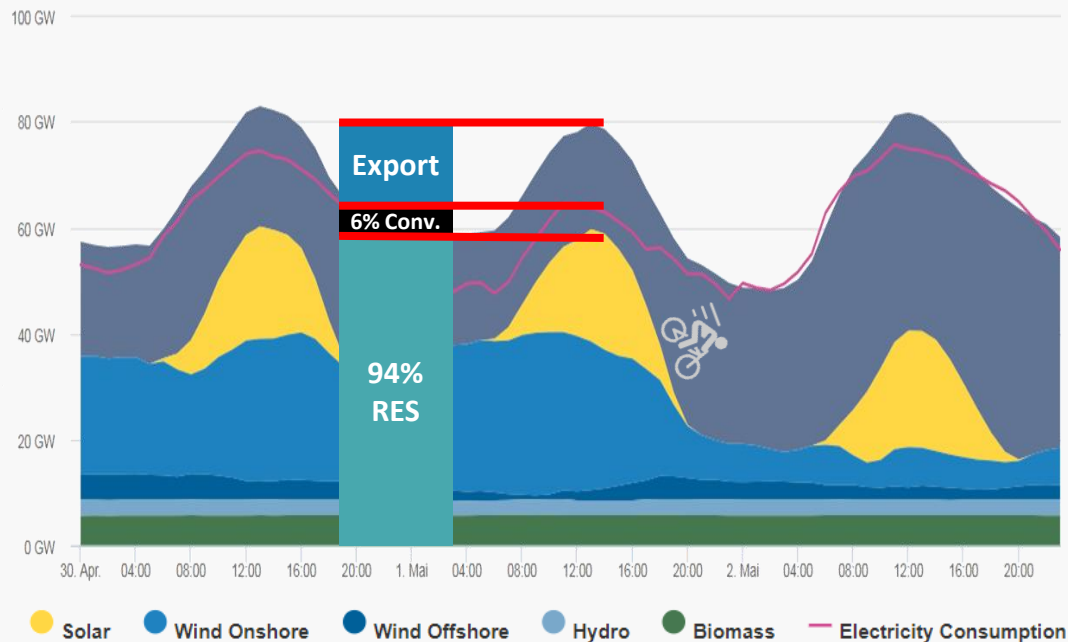 100 GW
80 GW
60 GW
40 GW
20 GW
0 GW
Export
6% Conv.
94%
RES
30. Apr. 04:00 08:00 12:00 16:00 20:00 1. Mai 04:00 08:00 12:00 16:00 20:00 2. Mai 04:00 08:00 12:00 16:00 20:00
Solar Wind Onshore Wind Offshore Hydro Biomass Electricity Consumption